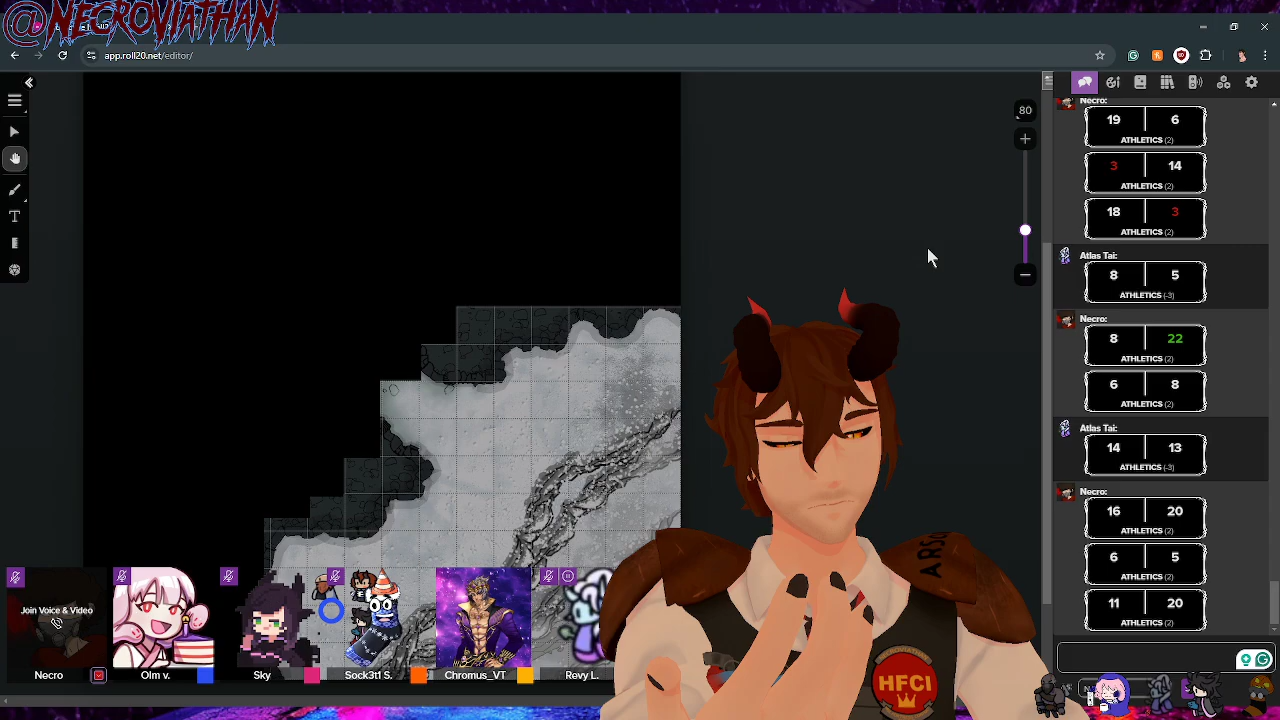 @NECROVIATHAN
app.roll20.net/editor/
80
Necro:
19 6
ATHLETICS (2)
3 14
ATHLETICS (2)
18 3
ATHLETICS (2)
Atlas Tai:
8 5
ATHLETICS (-3)
Necro:
8 22
ATHLETICS (2)
6 8
ATHLETICS (2)
Atlas Tai:
14 13
ATHLETICS (-3)
Necro:
16 20
ATHLETICS (2)
6 5
ATHLETICS (2)
11 20
ATHLETICS (2)
Join Voice & Video
Necro
Olm v.
Sky
Sock3t S.
Chromus_VT
Revy L.
ARSO
NECROVIATHAN
HFCI